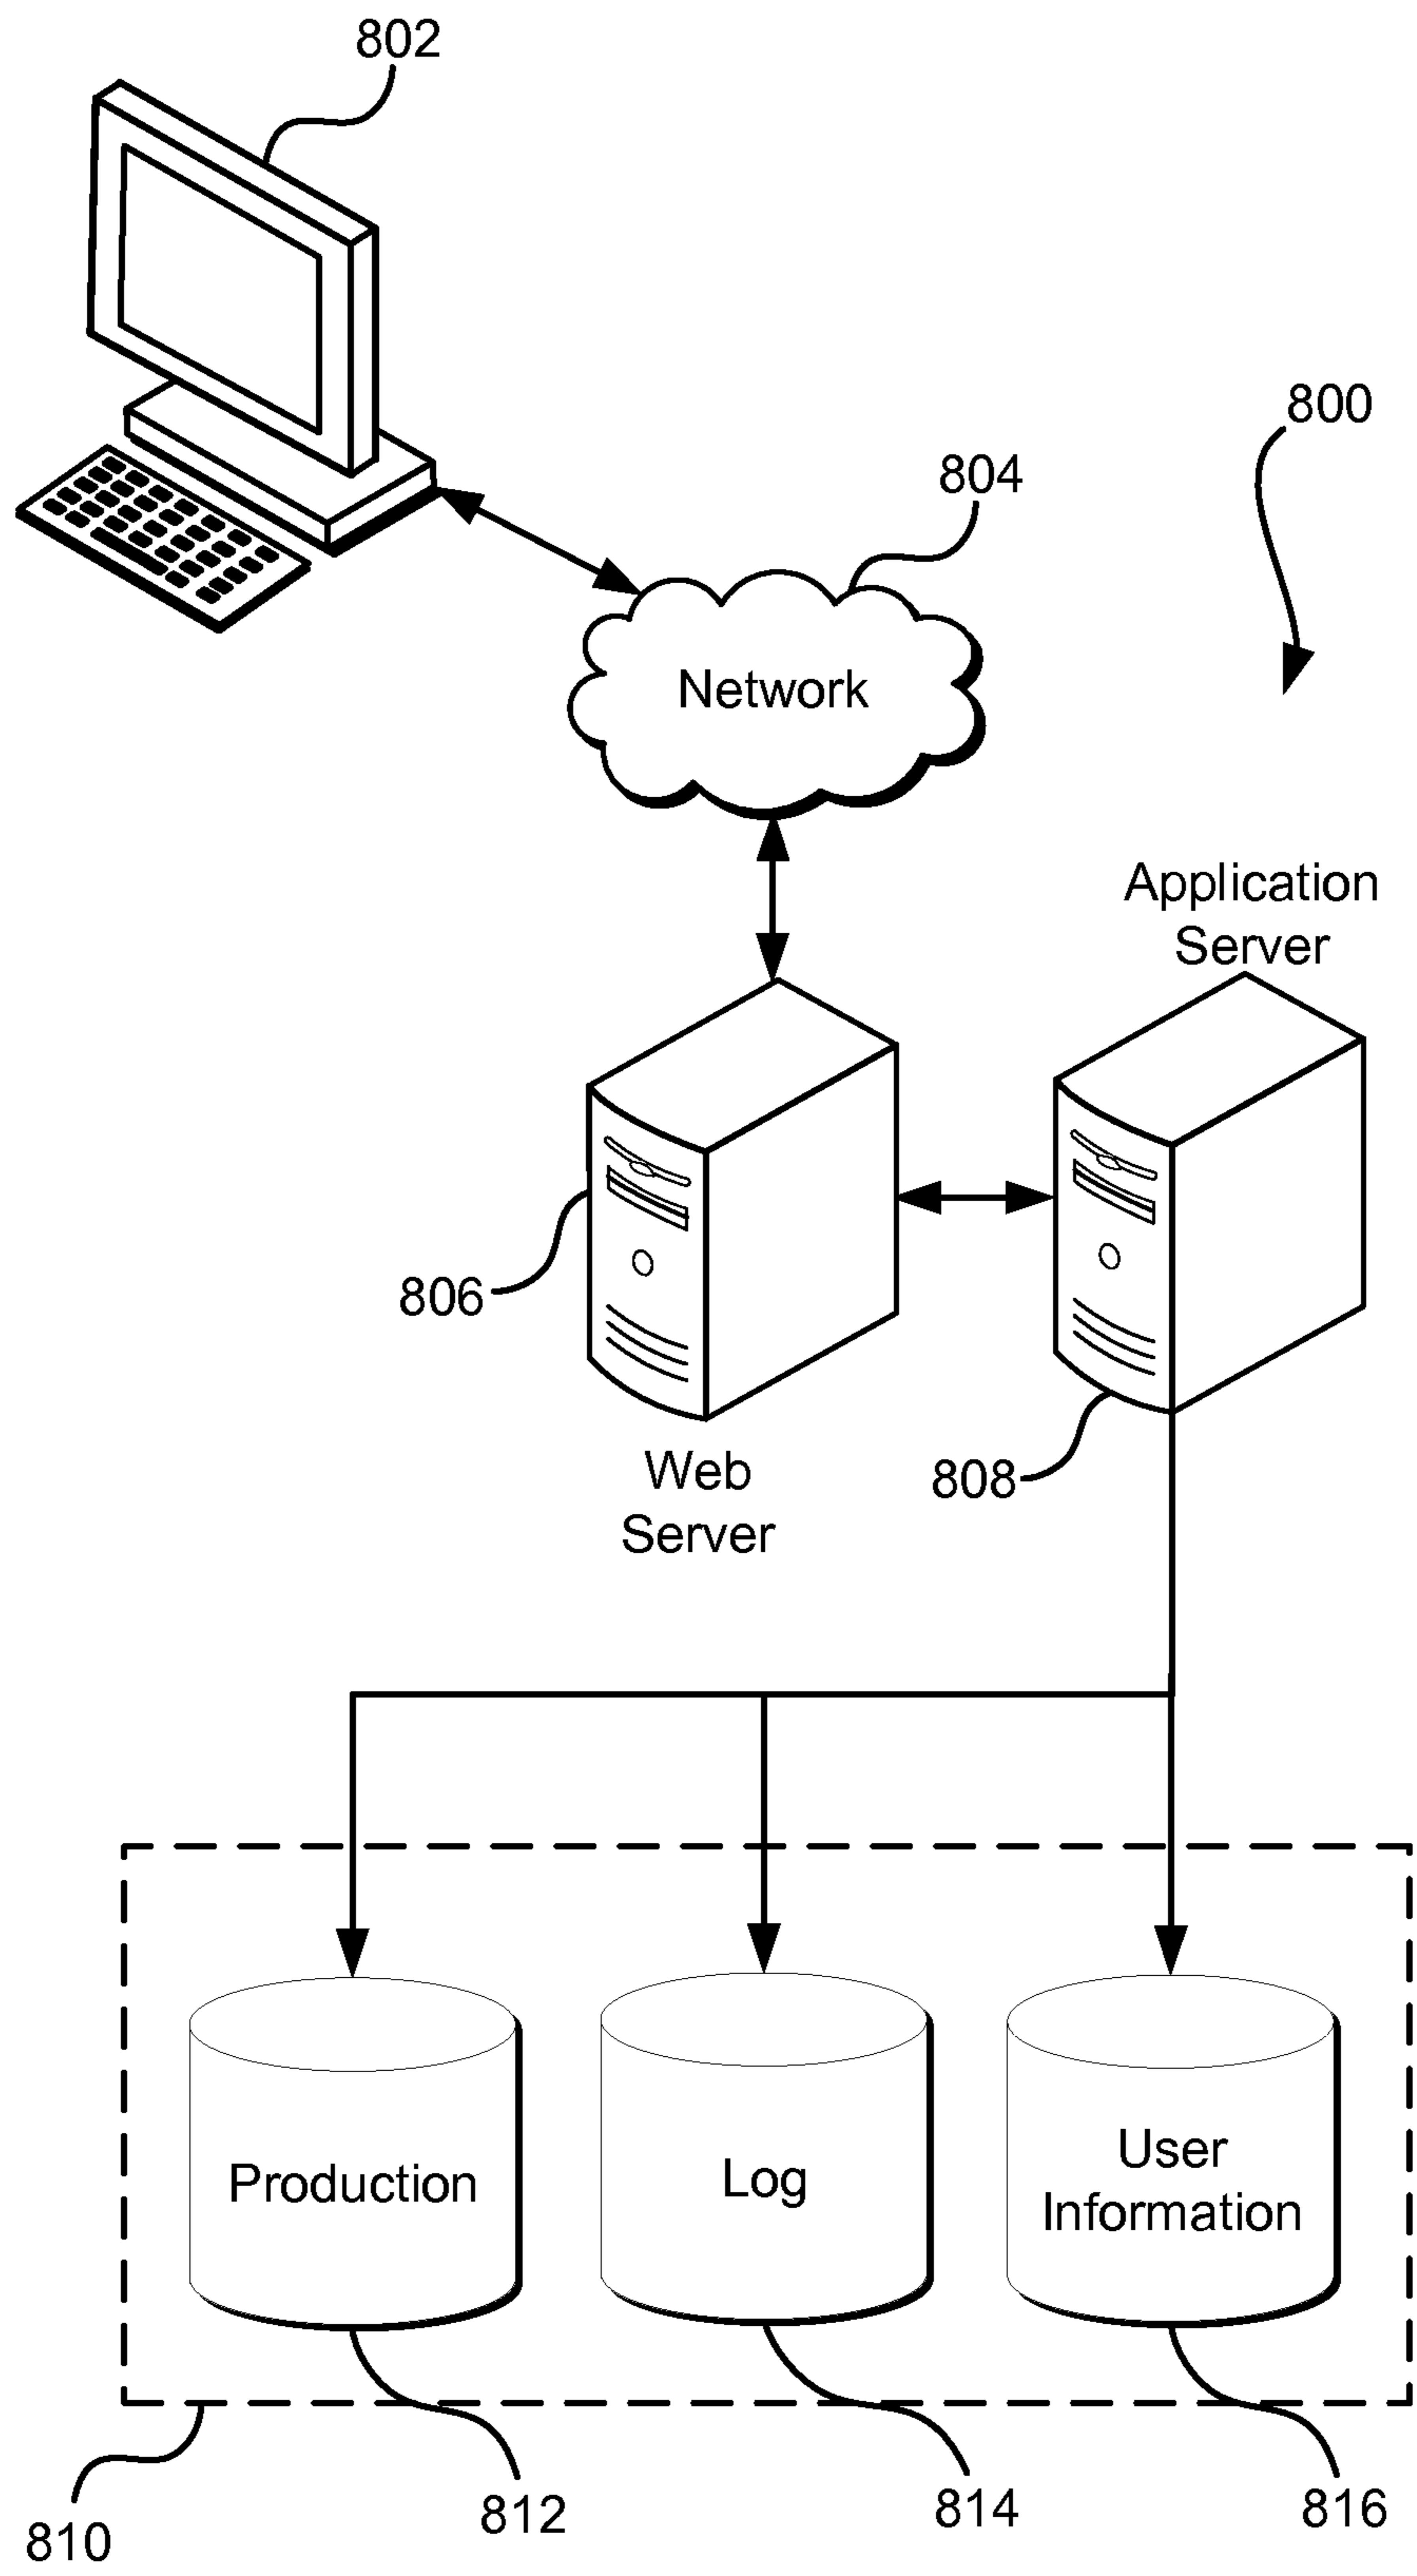 802
800
804
Network
Application
Server
806
808
Web
Server
Production
Log
User
Information
810
812
814
816